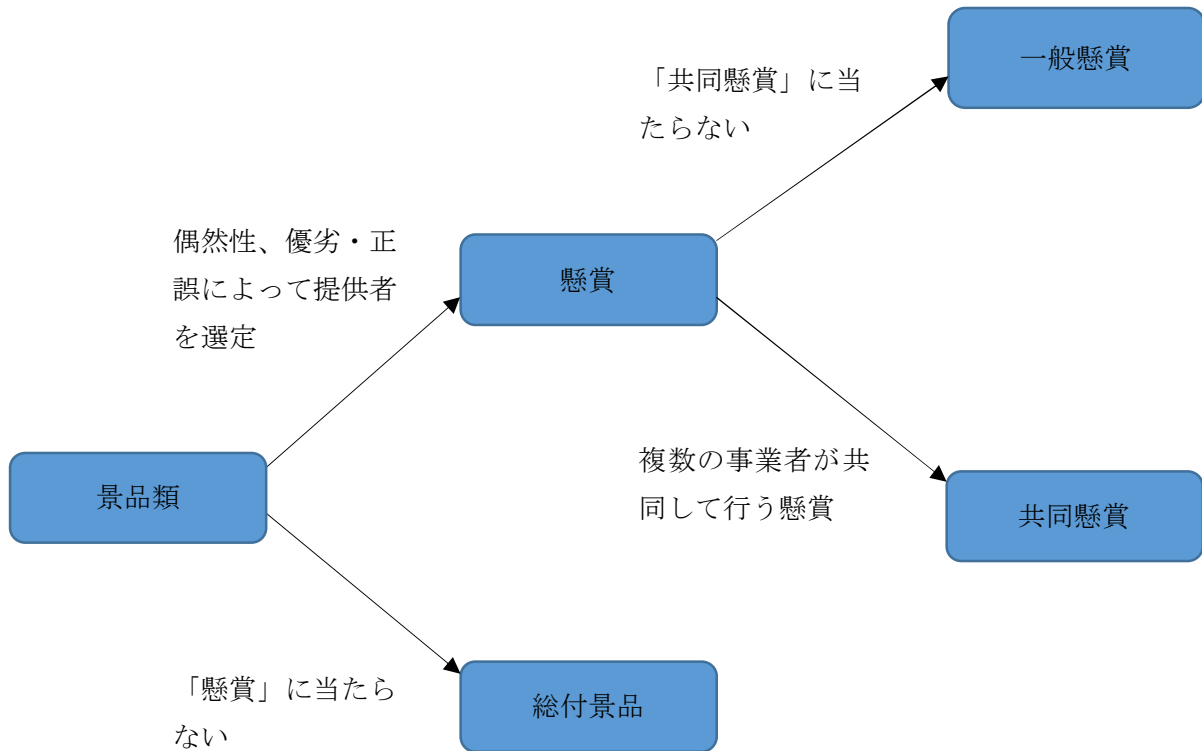 一般懸賞
「共同懸賞」に当
たらない
偶然性、優劣・正
誤によって提供者
を選定
懸賞
景品類
複数の事業者が共
同して行う懸賞
共同懸賞
「懸賞」に当たら
ない
総付景品